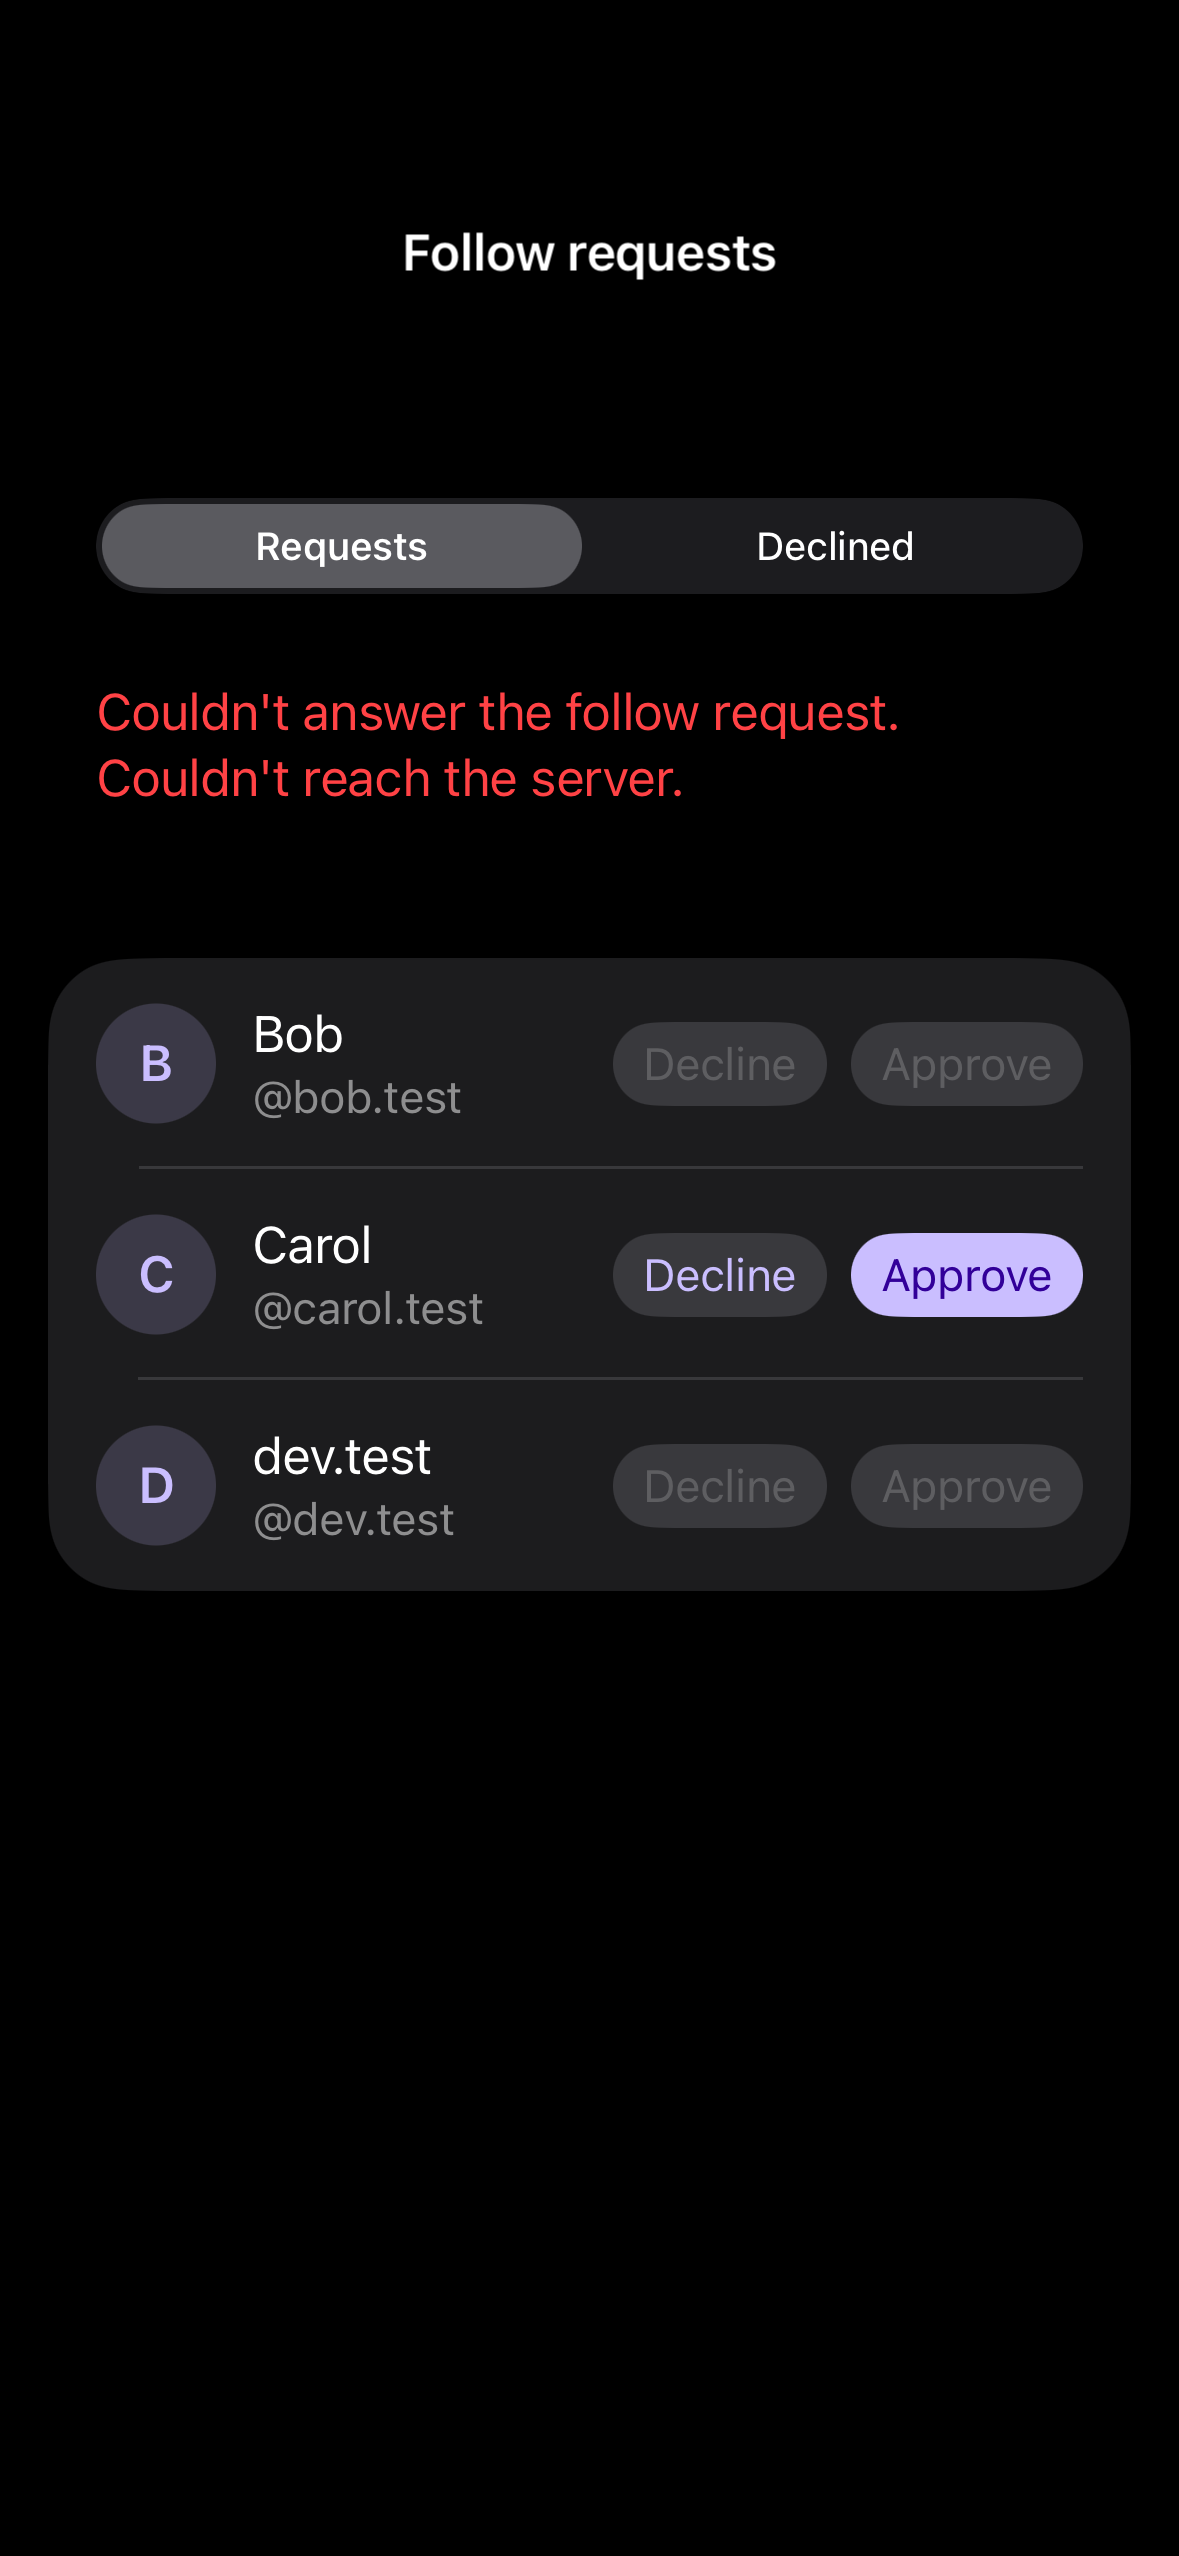 Follow requests
Requests
Declined
Couldn't answer the follow request.
Couldn't reach the server.
B
Bob
@bob.test
Decline
Approve
C
Carol
@carol.test
Decline
Approve
D
dev.test
@dev.test
Decline
Approve